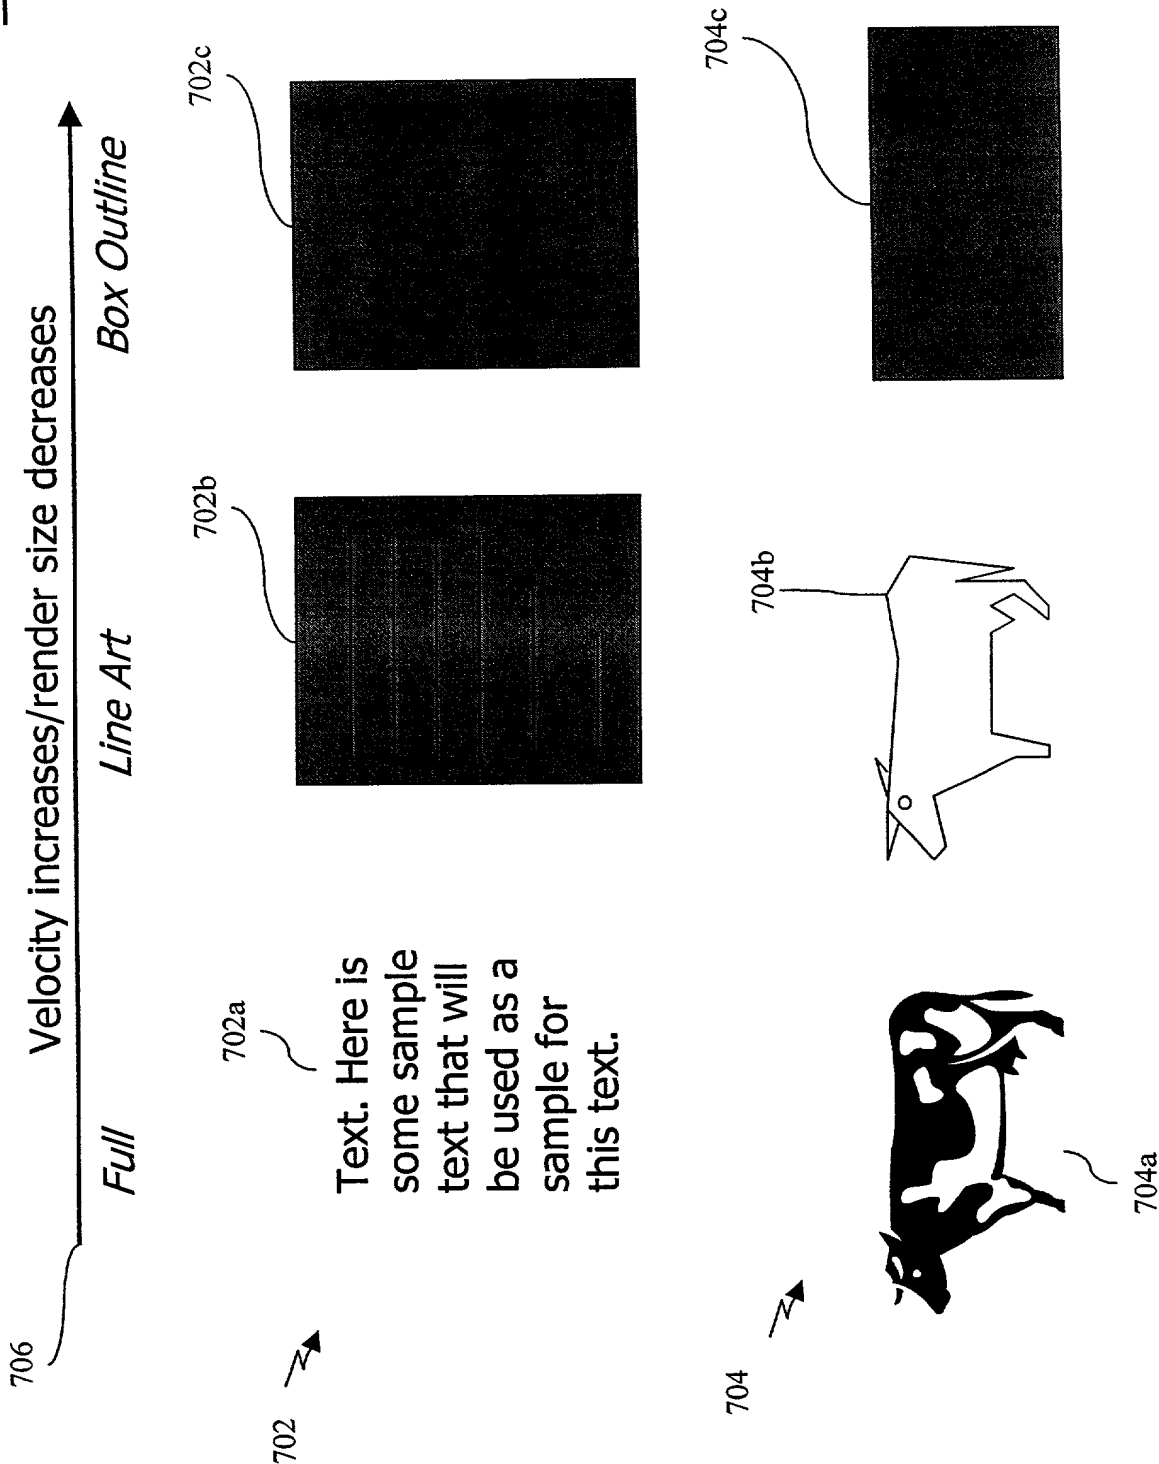 706
Velocity increases/render size decreases
Full
Line Art
Box Outline
702
702a
Text. Here is
some sample
text that will
be used as a
sample for
this text.
702b
702c
704
704a
704b
704c